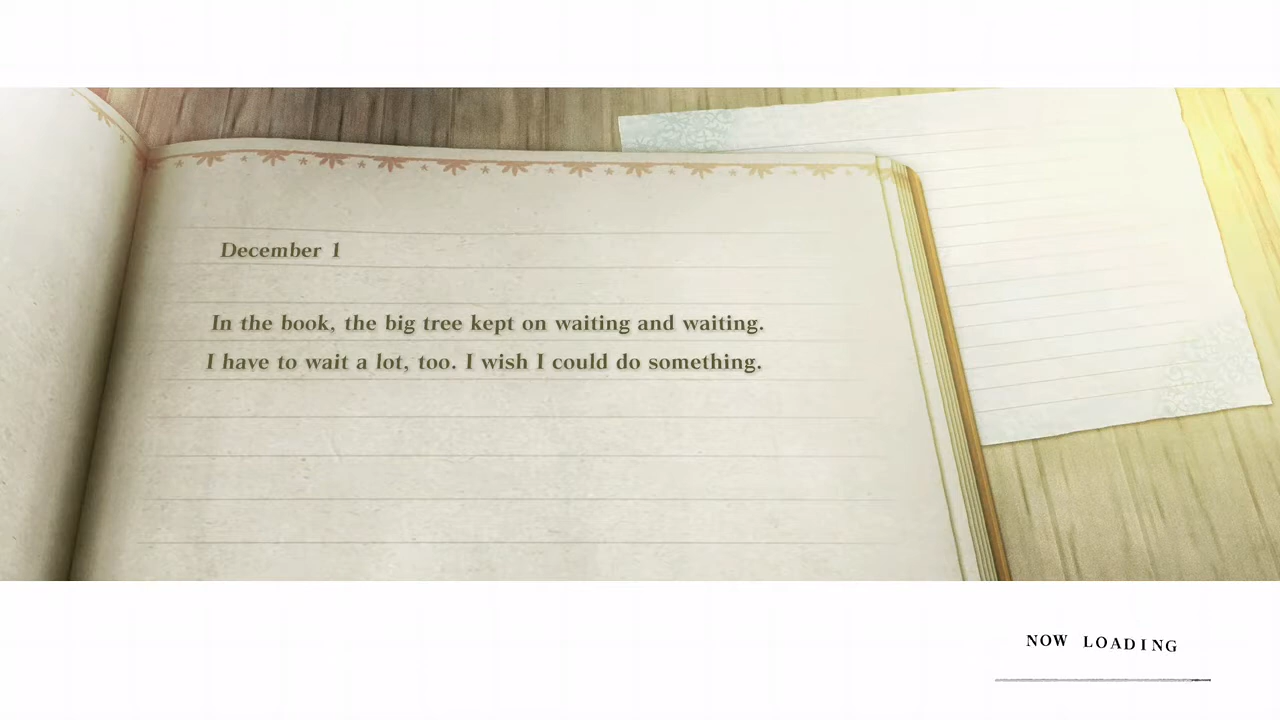 December 1
In the book, the big tree kept on waiting and waiting.
I have to wait a lot, too. I wish I could do something.
NOW LOADING